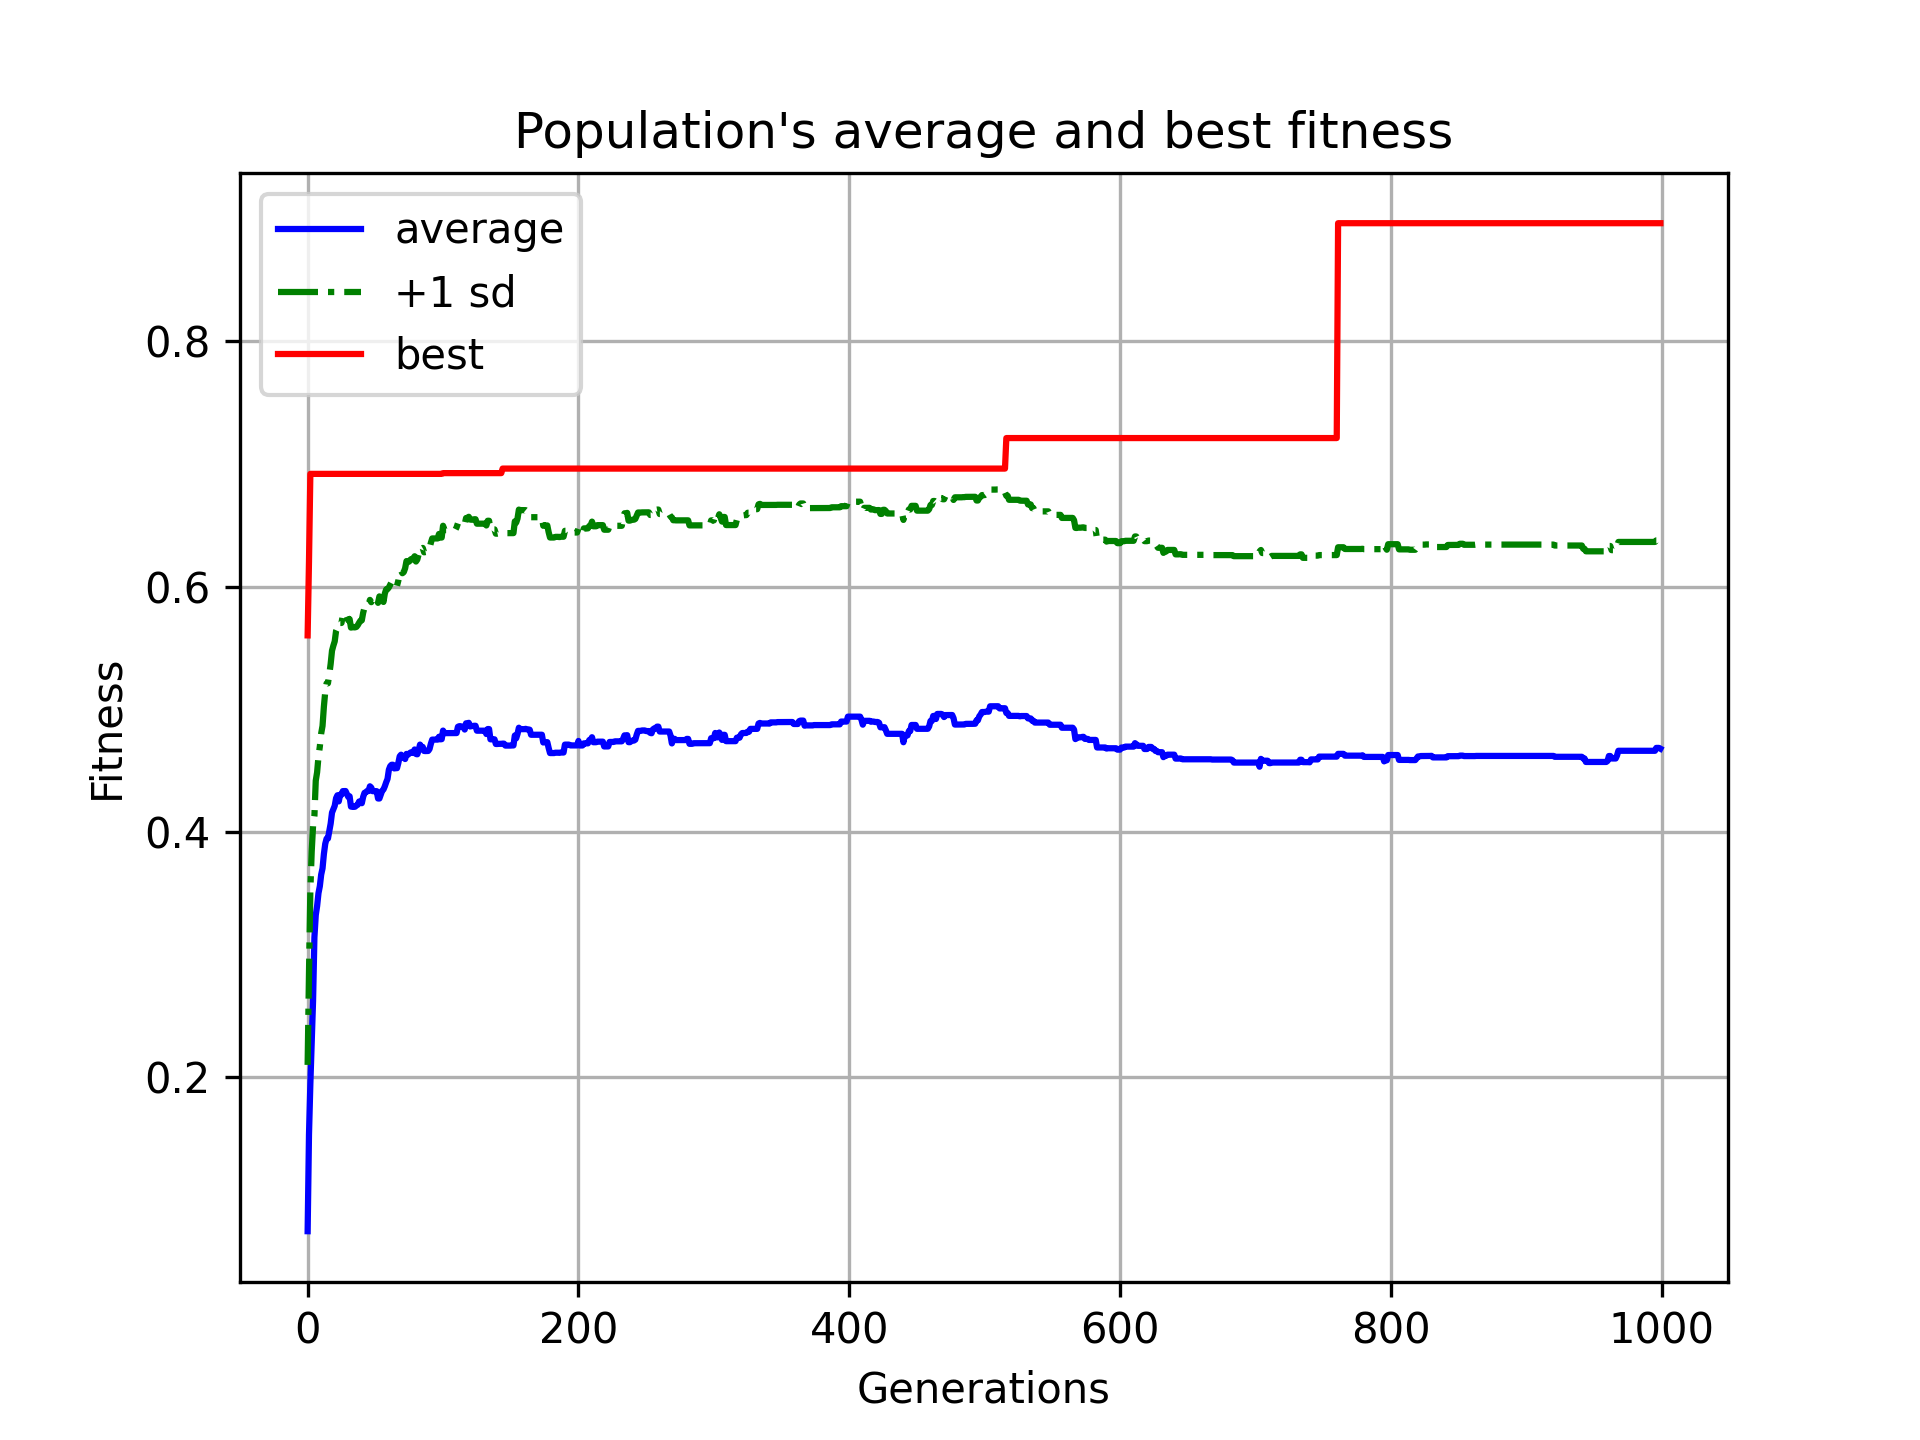 Population's average and best fitness
average
+1 sd
best
0.8
0.6
0.4
0.2
Fitness
0 200 400 600 800 1000
Generations